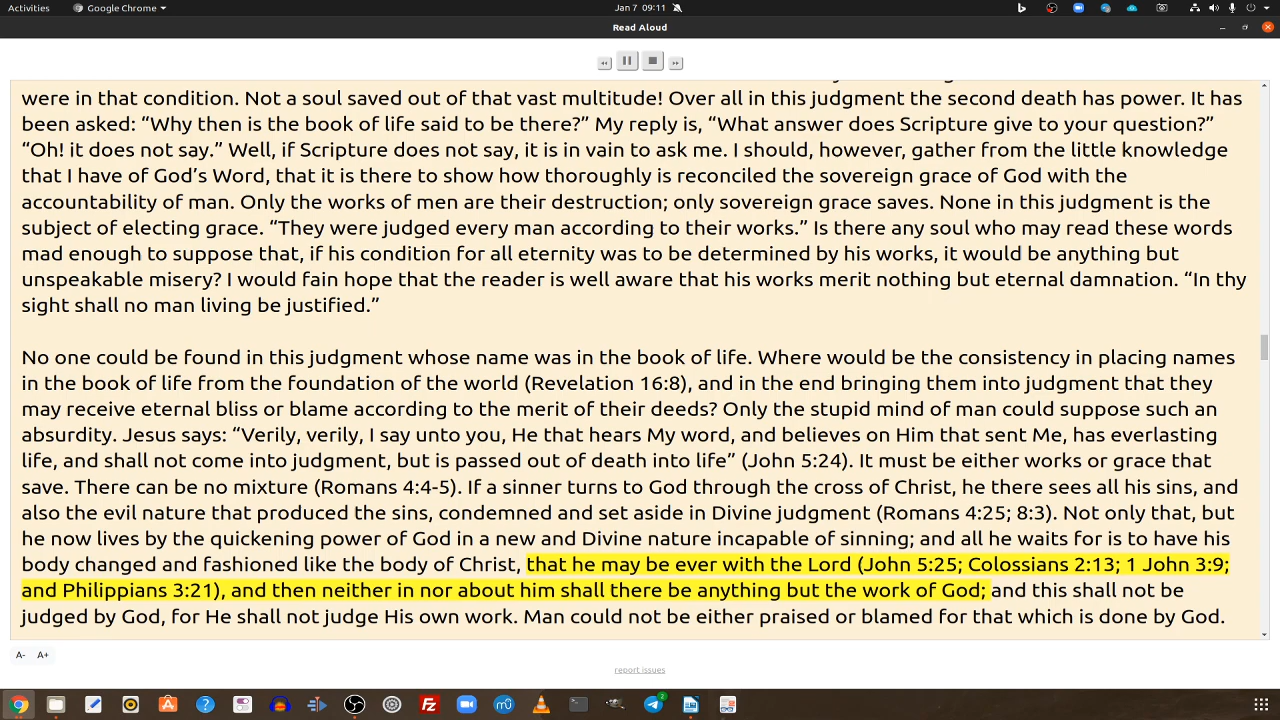 Activities
Google Chrome
Jan 7 09:11
Read Aloud
were in that condition. Not a soul saved out of that vast multitude! Over all in this judgment the second death has power. It has
been asked: “Why then is the book of life said to be there?” My reply is, “What answer does Scripture give to your question?”
“Oh! it does not say.” Well, if Scripture does not say, it is in vain to ask me. I should, however, gather from the little knowledge
that I have of God’s Word, that it is there to show how thoroughly is reconciled the sovereign grace of God with the
accountability of man. Only the works of men are their destruction; only sovereign grace saves. None in this judgment is the
subject of electing grace. “They were judged every man according to their works.” Is there any soul who may read these words
mad enough to suppose that, if his condition for all eternity was to be determined by his works, it would be anything but
unspeakable misery? I would fain hope that the reader is well aware that his works merit nothing but eternal damnation. “In thy
sight shall no man living be justified.”
No one could be found in this judgment whose name was in the book of life. Where would be the consistency in placing names
in the book of life from the foundation of the world (Revelation 16:8), and in the end bringing them into judgment that they
may receive eternal bliss or blame according to the merit of their deeds? Only the stupid mind of man could suppose such an
absurdity. Jesus says: “Verily, verily, I say unto you, He that hears My word, and believes on Him that sent Me, has everlasting
life, and shall not come into judgment, but is passed out of death into life” (John 5:24). It must be either works or grace that
save. There can be no mixture (Romans 4:4-5). If a sinner turns to God through the cross of Christ, he there sees all his sins, and
also the evil nature that produced the sins, condemned and set aside in Divine judgment (Romans 4:25; 8:3). Not only that, but
he now lives by the quickening power of God in a new and Divine nature incapable of sinning; and all he waits for is to have his
body changed and fashioned like the body of Christ, that he may be ever with the Lord (John 5:25; Colossians 2:13; 1 John 3:9;
and Philippians 3:21), and then neither in nor about him shall there be anything but the work of God; and this shall not be
judged by God, for He shall not judge His own work. Man could not be either praised or blamed for that which is done by God.
A- A+
report issues
2